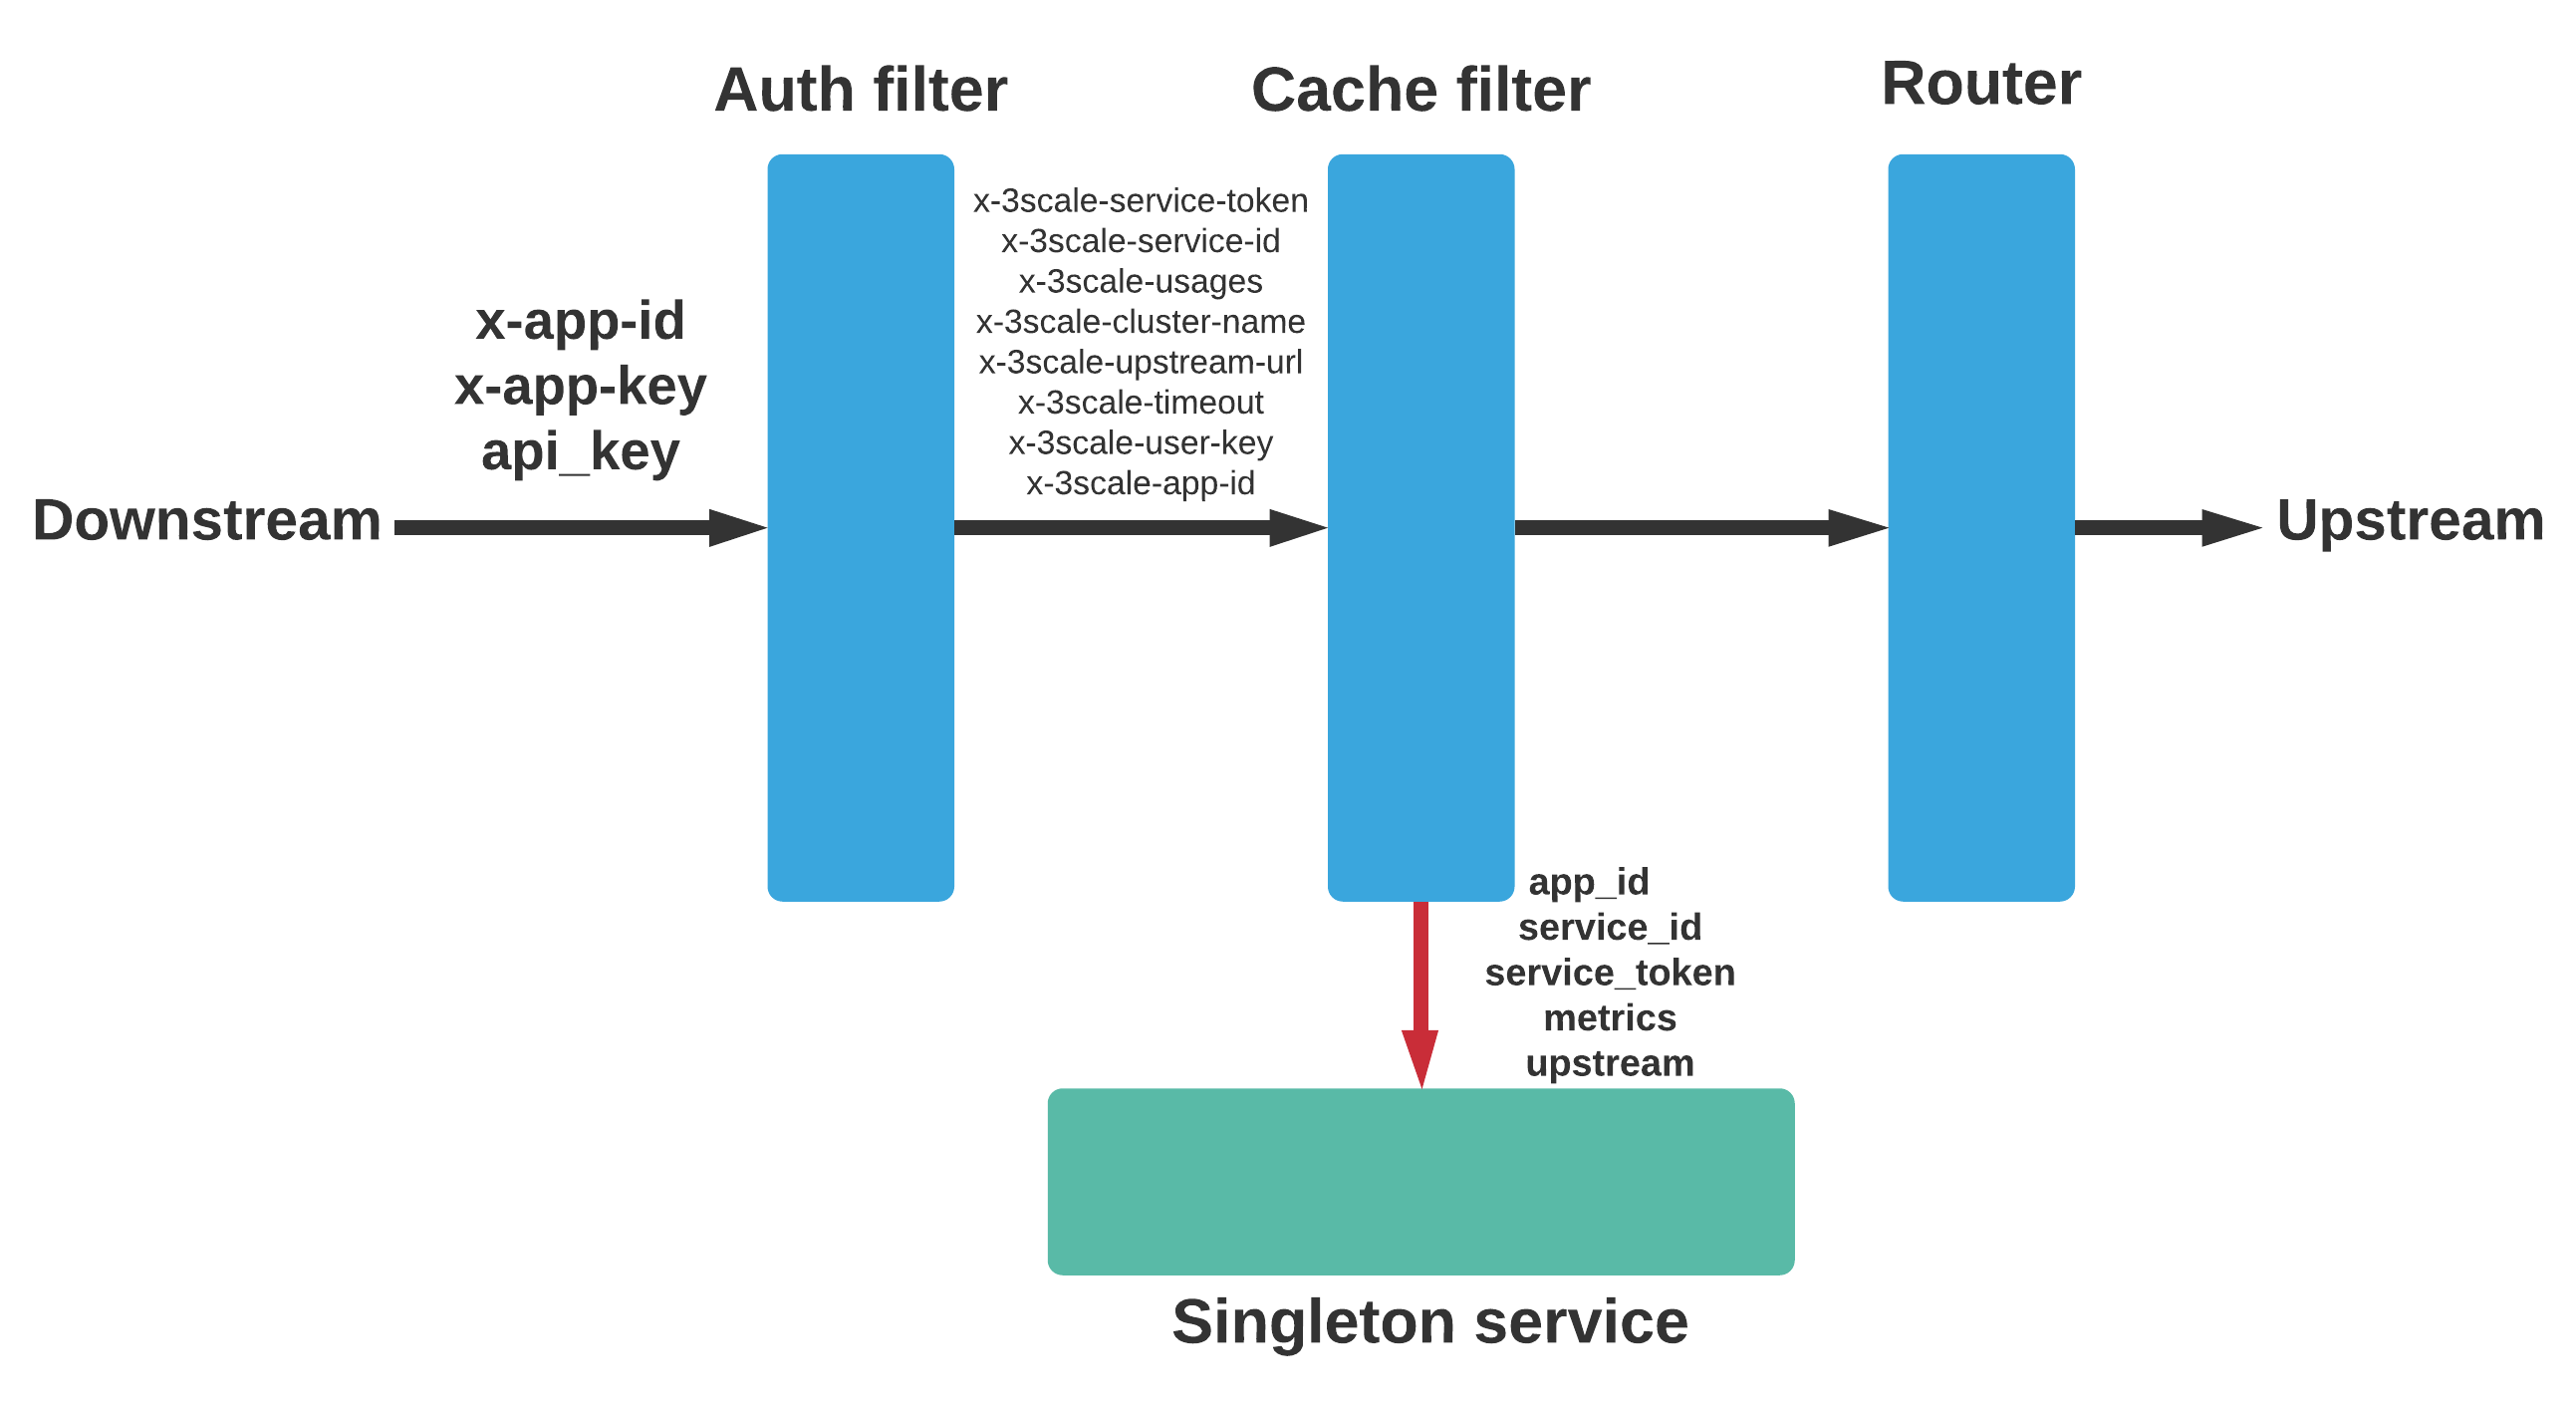 Auth filter
Cache filter
Router
x-app-id
x-app-key
api_key
x-3scale-service-token
x-3scale-service-id
x-3scale-usages
x-3scale-cluster-name
x-3scale-upstream-url
x-3scale-timeout
x-3scale-user-key
x-3scale-app-id
Downstream
Upstream
app_id
service_id
service_token
metrics
upstream
Singleton service